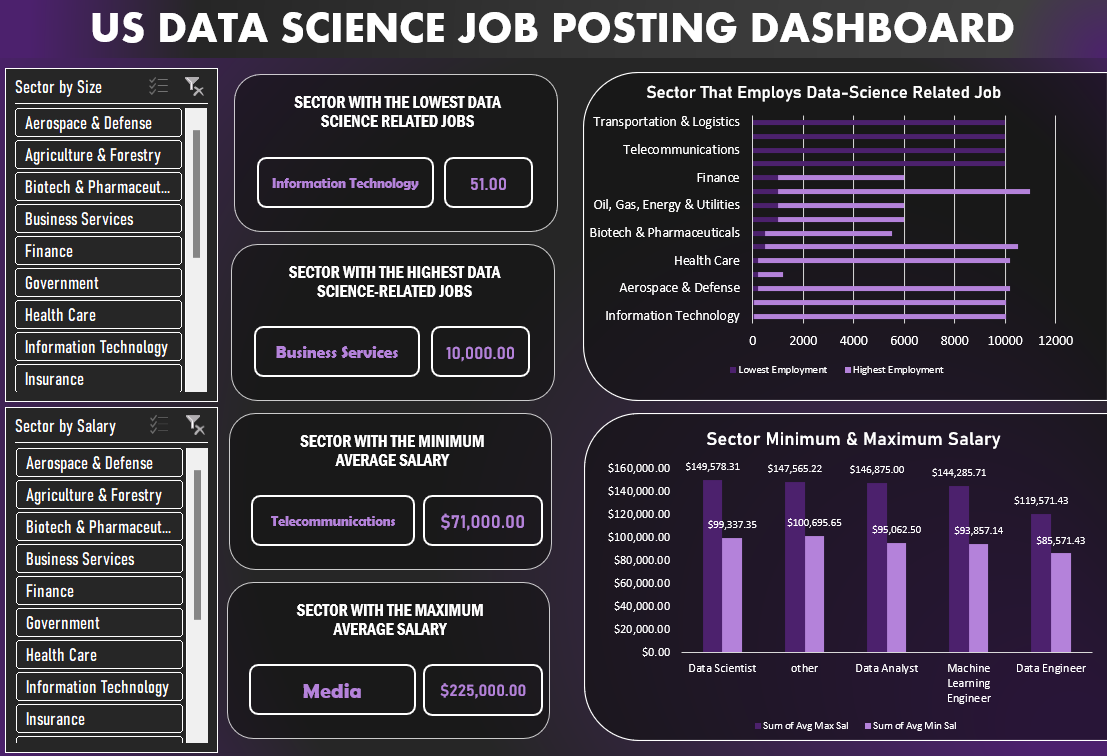 US DATA SCIENCE JOB POSTING DASHBOARD
Sector by Size
Aerospace & Defense
Agriculture & Forestry
Biotech & Pharmaceut...
Business Services
Finance
Government
Health Care
Information Technology
Insurance
Sector by Salary
Aerospace & Defense
Agriculture & Forestry
Biotech & Pharmaceut...
Business Services
Finance
Government
Health Care
Information Technology
Insurance
SECTOR WITH THE LOWEST DATA
SCIENCE RELATED JOBS
Information Technology
51.00
SECTOR WITH THE HIGHEST DATA
SCIENCE-RELATED JOBS
Business Services
10,000.00
SECTOR WITH THE MINIMUM
AVERAGE SALARY
Telecommunications
$71,000.00
SECTOR WITH THE MAXIMUM
AVERAGE SALARY
Media
$225,000.00
Sector That Employs Data-Science Related Job
Transportation & Logistics
Telecommunications
Finance
Oil, Gas, Energy & Utilities
Biotech & Pharmaceuticals
Health Care
Aerospace & Defense
Information Technology
0 2000 4000 6000 8000 10000 12000
Lowest Employment Highest Employment
Sector Minimum & Maximum Salary
$160,000.00
$140,000.00
$120,000.00
$100,000.00
$80,000.00
$60,000.00
$40,000.00
$20,000.00
$0.00
$149,578.31
$99,337.35
$147,565.22
$100,695.65
$146,875.00
$95,062.50
$144,285.71
$93,857.14
$119,571.43
$85,571.43
Data Scientist
other
Data Analyst
Machine
Learning
Engineer
Data Engineer
Sum of Avg Max Sal Sum of Avg Min Sal